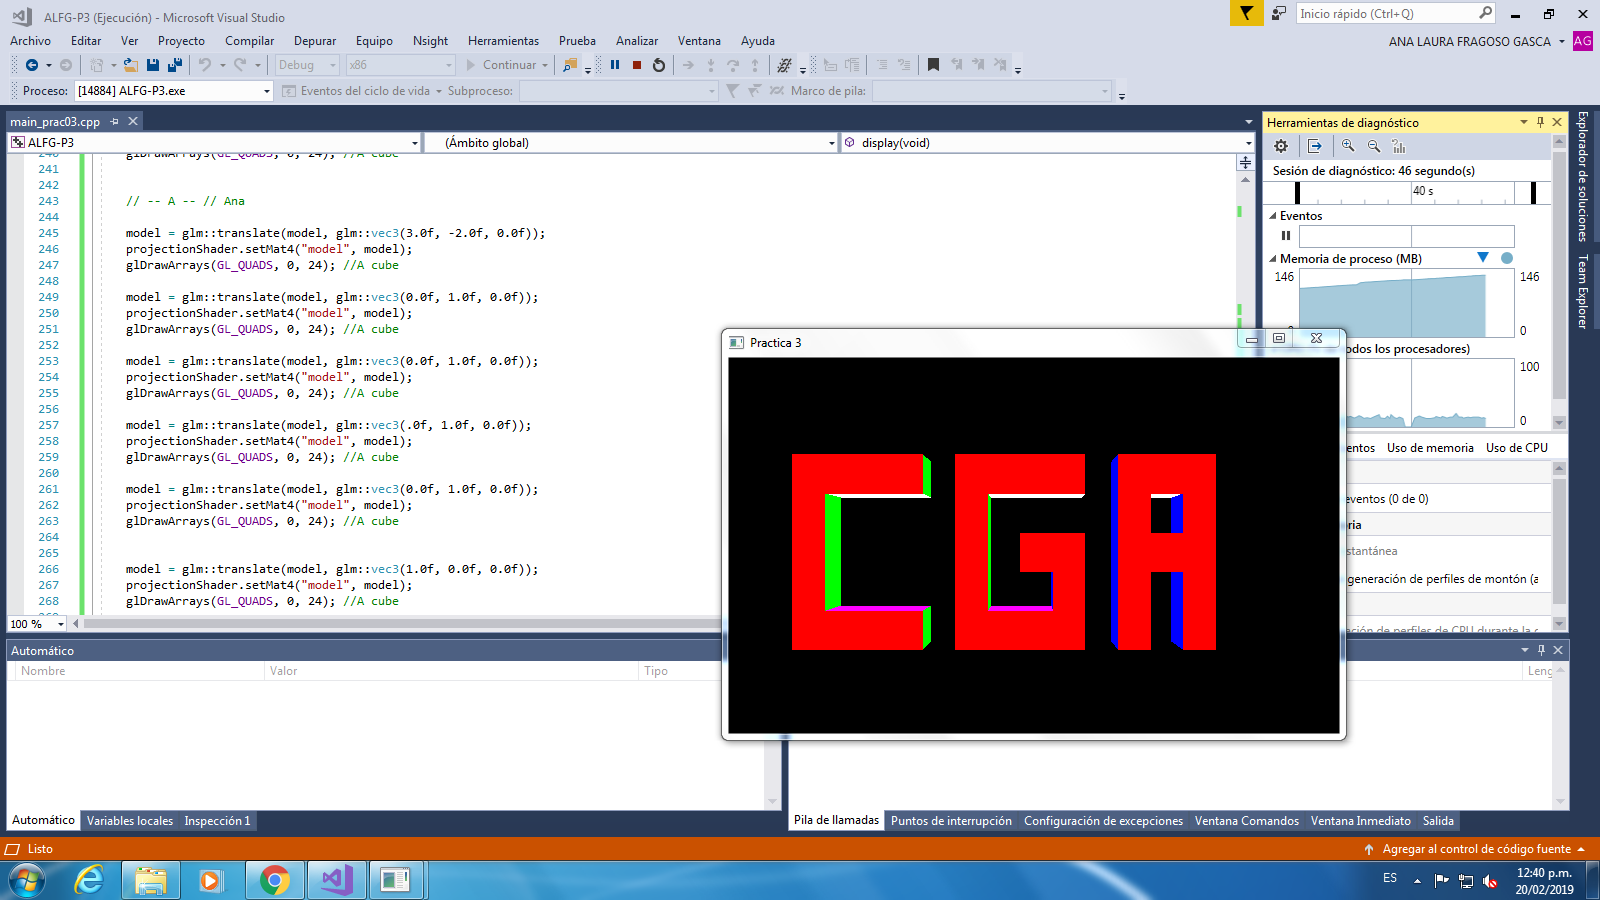 ALFG-P3 (Ejecución) - Microsoft Visual Studio
Inicio rápido (Ctrl+Q)
Archivo Editar Ver Proyecto Compilar Depurar Equipo Nsight Herramientas Prueba Analizar Ventana Ayuda
ANA LAURA FRAGOSO GASCA AG
Debug x86 Continuar
Proceso: [14884] ALFG-P3.exe Eventos del ciclo de vida Subproceso: Marco de pila:
main_prac03.cpp
ALFG-P3 (Ámbito global) display(void)
240 glDrawArrays(GL_QUADS, 0, 24); //A cube
241
242
243 // -- A -- // Ana
244
245 model = glm::translate(model, glm::vec3(3.0f, -2.0f, 0.0f));
246 projectionShader.setMat4("model", model);
247 glDrawArrays(GL_QUADS, 0, 24); //A cube
248
249 model = glm::translate(model, glm::vec3(0.0f, 1.0f, 0.0f));
250 projectionShader.setMat4("model", model);
251 glDrawArrays(GL_QUADS, 0, 24); //A cube
252
253 model = glm::translate(model, glm::vec3(0.0f, 1.0f, 0.0f));
254 projectionShader.setMat4("model", model);
255 glDrawArrays(GL_QUADS, 0, 24); //A cube
256
257 model = glm::translate(model, glm::vec3(.0f, 1.0f, 0.0f));
258 projectionShader.setMat4("model", model);
259 glDrawArrays(GL_QUADS, 0, 24); //A cube
260
261 model = glm::translate(model, glm::vec3(0.0f, 1.0f, 0.0f));
262 projectionShader.setMat4("model", model);
263 glDrawArrays(GL_QUADS, 0, 24); //A cube
264
265
266 model = glm::translate(model, glm::vec3(1.0f, 0.0f, 0.0f));
267 projectionShader.setMat4("model", model);
268 glDrawArrays(GL_QUADS, 0, 24); //A cube
100 %
Practica 3
CGA
Herramientas de diagnóstico
Sesión de diagnóstico: 46 segundo(s)
40 s
Eventos
Memoria de proceso (MB)
146 146
0
odos los procesadores)
100
0
entos Uso de memoria Uso de CPU
eventos (0 de 0)
ria
stantánea
generación de perfiles de montón (a
ción de perfiles de CPU durante la
Explorador de soluciones
Team Explorer
Automático
Nombre Valor Tipo
Leng
Automático Variables locales Inspección 1
Pila de llamadas Puntos de interrupción Configuración de excepciones Ventana Comandos Ventana Inmediato Salida
Listo
Agregar al control de código fuente
ES
12:40 p.m.
20/02/2019